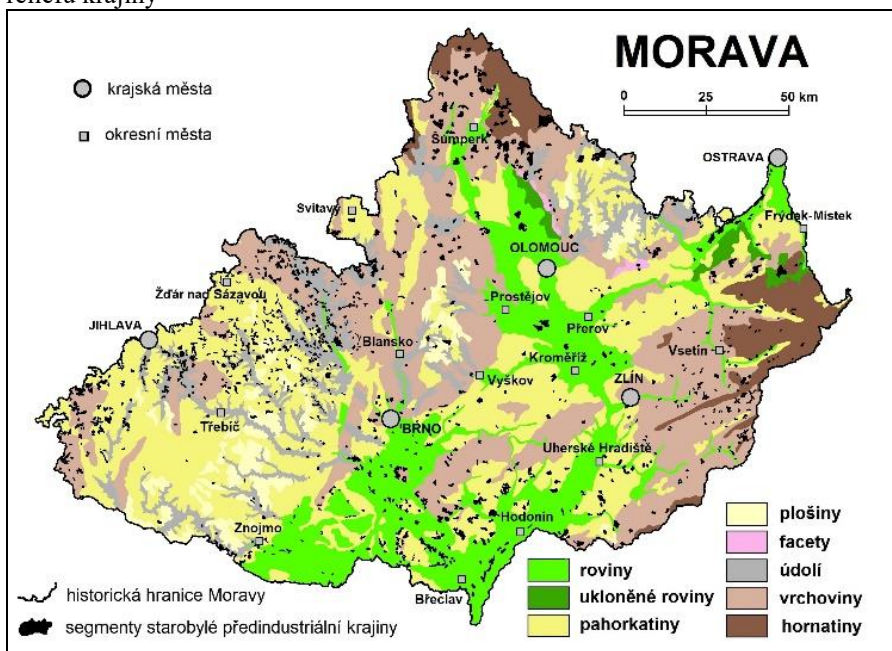 reliéfu krajiny
MORAVA
0 25 50 km
krajská města
okresní města
Šumperk
OSTRAVA
Frýdek-Místek
Svitavy
OLOMOUC
Žďár nad Sázavou
Prostějov
Přerov
JIHLAVA
Blansko
Kroměříž
Vsetín
Vyškov
ZLÍN
Třebíč
BRNO
Uherské Hradiště
Znojmo
Hodonín
Břeclav
historická hranice Moravy
segmenty starobylé předindustriální krajiny
roviny
ukloněné roviny
pahorkatiny
plošiny
facety
údolí
vrchoviny
hornatiny